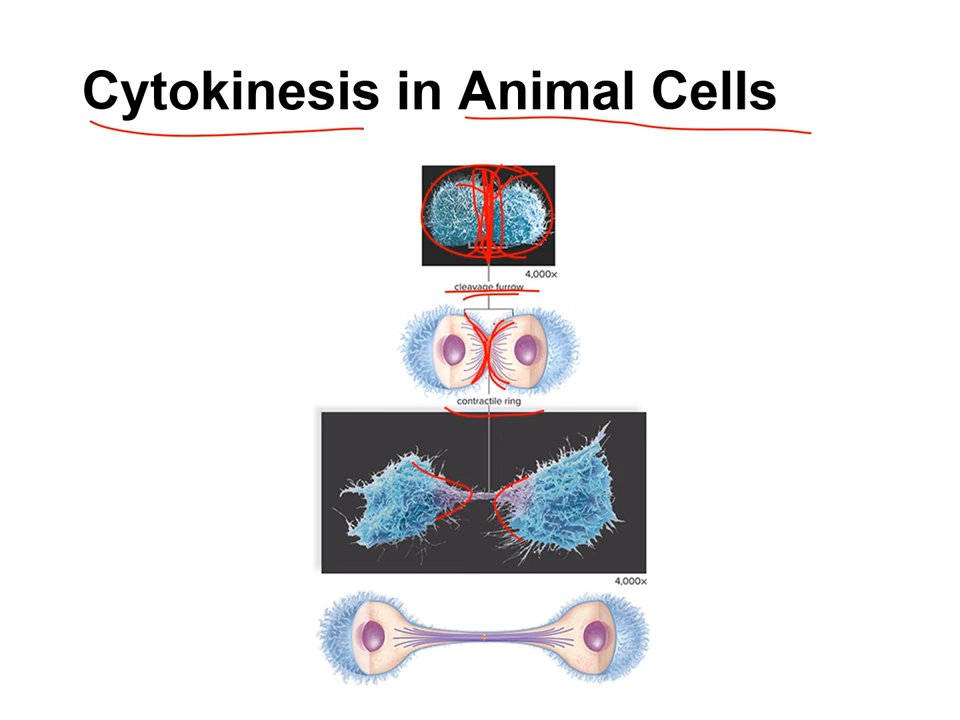 Cytokinesis in Animal Cells
4,000×
cleavage furrow
contractile ring
4,000×